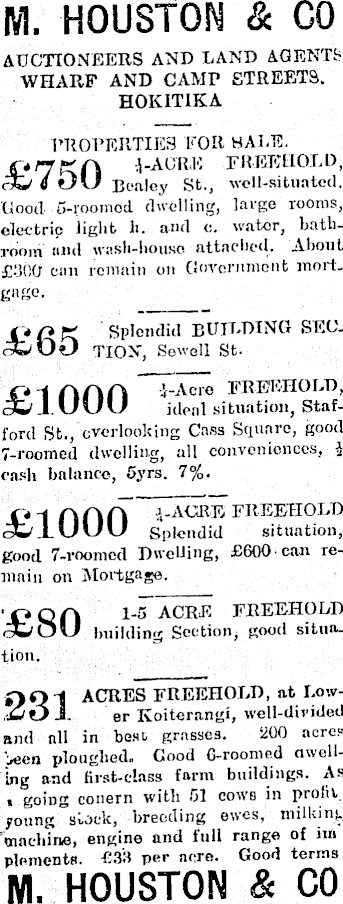 M. HOUSTON & CO
AUCTIONEERS AND LAND AGENTS
WHARF AND CAMP STREETS.
HOKITIKA
PROPERTIES FOR SALE.
£750 ¼-ACRE FREEHOLD,
Bealey St., well-situated.
Good 5-roomed dwelling, large rooms,
electric light h. and c. water, bath-
room and wash-house attached. About
£300 can remain on Government mort-
gage.
£65 Splendid BUILDING SEC-
TION, Sewell St.
£1000 ¼-Acre FREEHOLD,
ideal situation, Staf-
ford St., overlooking Cass Square, good
7-roomed dwelling, all conveniences,
cash balance, 5yrs. 7%.
£1000 ¼-ACRE FREEHOLD
Splendid situation,
good 7-roomed Dwelling, £600 can re-
main on Mortgage.
£80 1-5 ACRE FREEHOLD
building Section, good situa-
tion.
231 ACRES FREEHOLD, at Low-
er Koiterangi, well-divided
and all in best grasses. 200 acres
been ploughed. Good 6-roomed dwell-
ing and first-class farm buildings. As
a going conern with 51 cows in profit,
young stock, breeding ewes, milking
machine, engine and full range of im
plements. £33 per acre. Good terms
M. HOUSTON & CO